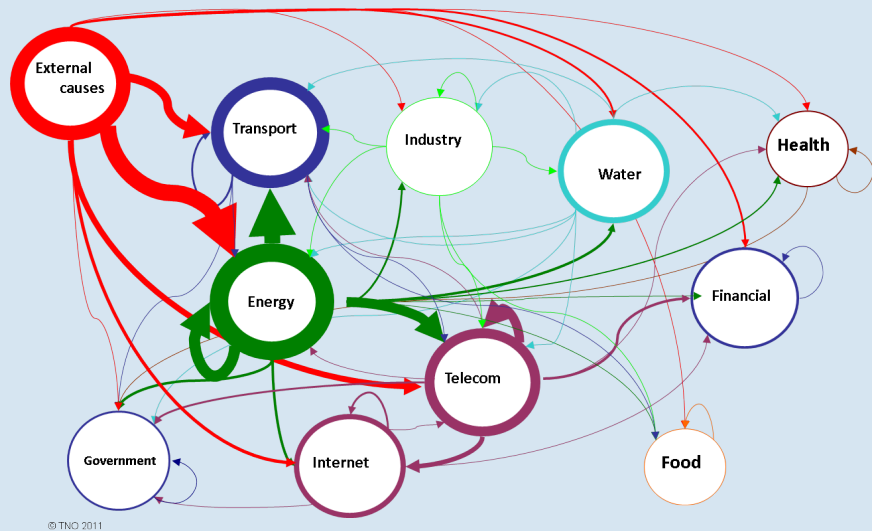 External
causes
Transport
Industry
Water
Health
Energy
Financial
Telecom
Government
Internet
Food
© TNO 2011